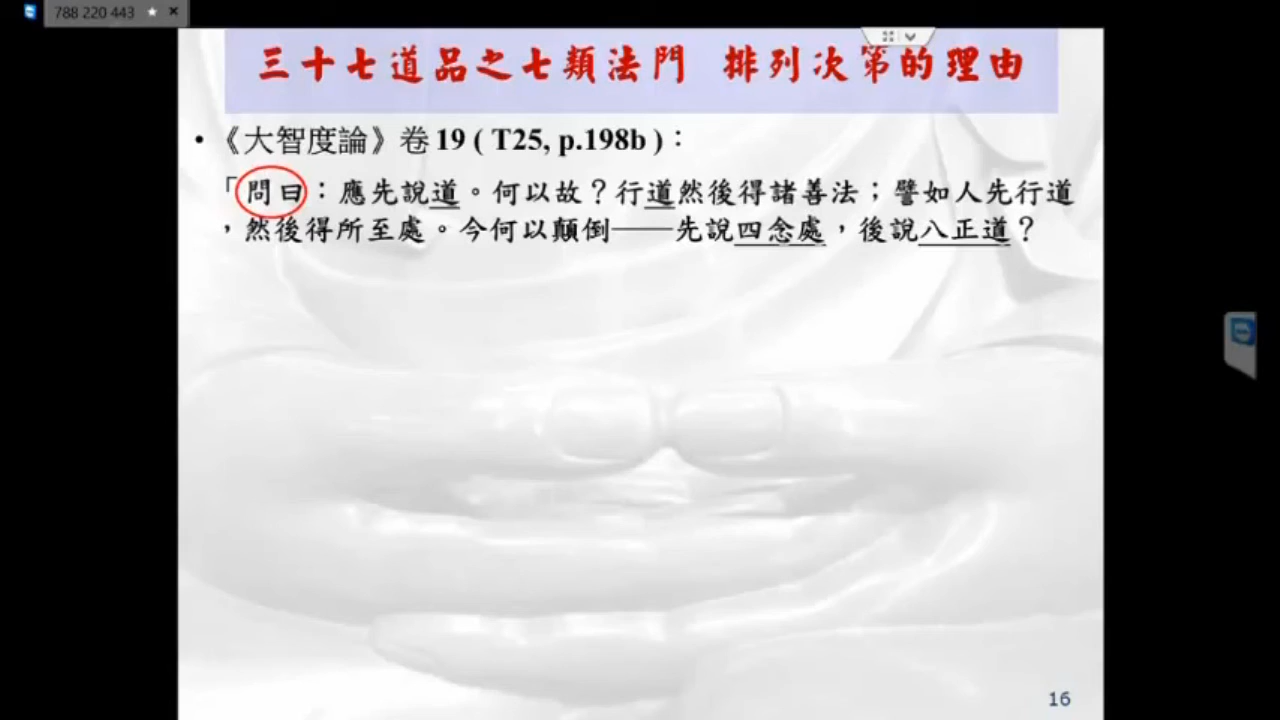 788 220 443
三十七道品之七類法門 排列次第的理由
•《大智度論》卷 19 ( T25, p.198b )：
「問曰：應先說道。何以故？行道然後得諸善法；譬如人先行道
，然後得所至處。今何以顛倒——先說四念處，後說八正道？
16